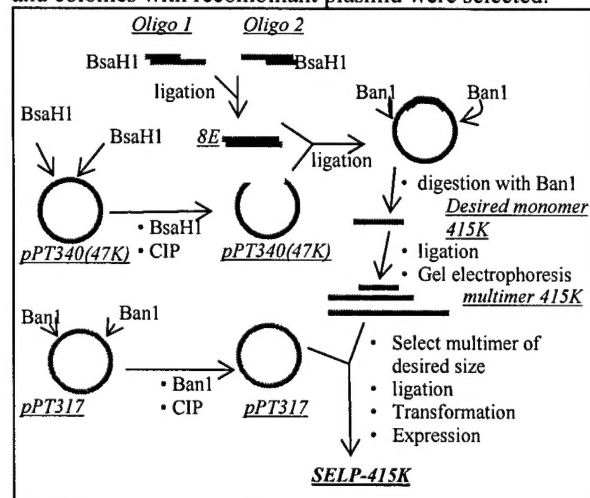 and colonies with recombinant plasmid were selected.
Oligo 1 Oligo 2
BsaH1 BsaH1
ligation
BsaH1
BsaH1
8E
ligation
Ban1 Ban1
• digestion with Ban1
Desired monomer
415K
• BsaH1
• CIP
pPT340(47K) pPT340(47K)
• ligation
• Gel electrophoresis
multimer 415K
Ban1 Ban1
• Ban1
• CIP
pPT317 pPT317
• Select multimer of
desired size
• ligation
• Transformation
• Expression
SELP-415K